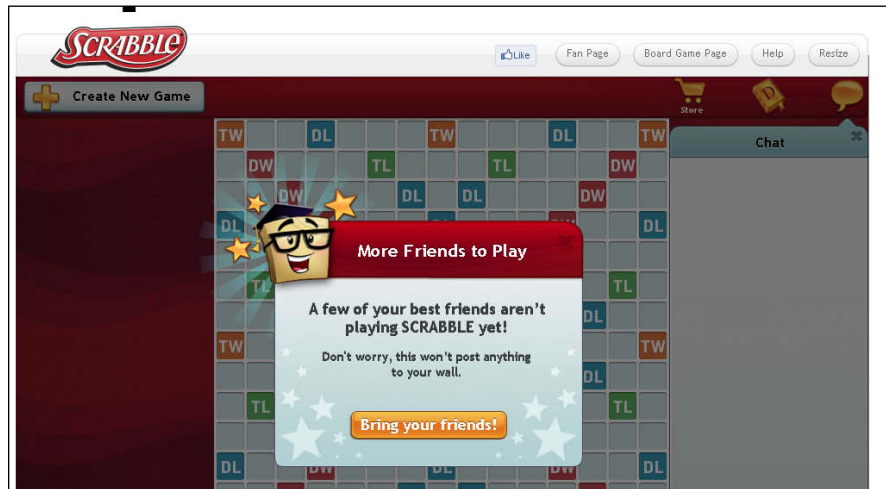 SCRABBLE
Like Fan Page Board Game Page Help Resize
Create New Game
Store
D
Chat
TW DL TW DL TW
DW TL TL DW
DW DL DL DW
DL DL
More Friends to Play
TL TL
A few of your best friends aren't
playing SCRABBLE yet!
DL
TW TW
Don't worry, this won't post anything
to your wall.
DL
TL TL
Bring your friends!
DL DW DL DW DL